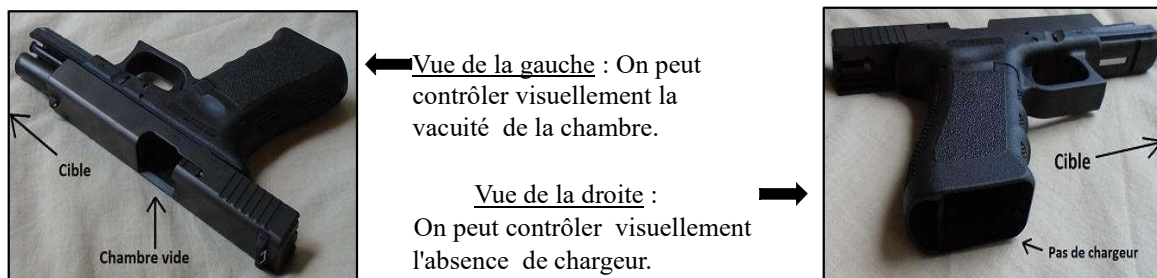 Vue de la gauche : On peut
contrôler visuellement la
vacuité de la chambre.
Cible
Chambre vide
Vue de la droite :
On peut contrôler visuellement
l'absence de chargeur.
Cible
Pas de chargeur